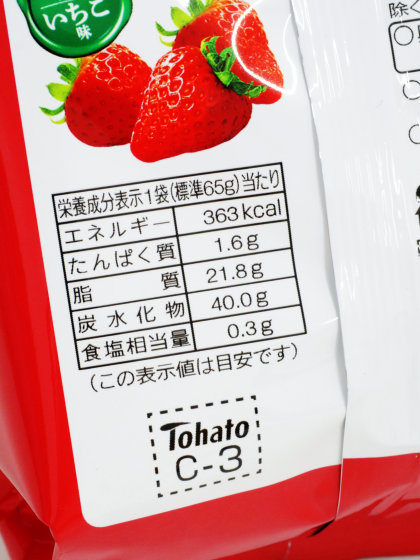 いちご
味
除く
栄養成分表示1袋(標準65g)当たり
エネルギー 363kcal
たんぱく質 1.6g
脂質 21.8g
炭水化物 40.0g
食塩相当量 0.3g
(この表示値は目安です)
Tohato
C-3